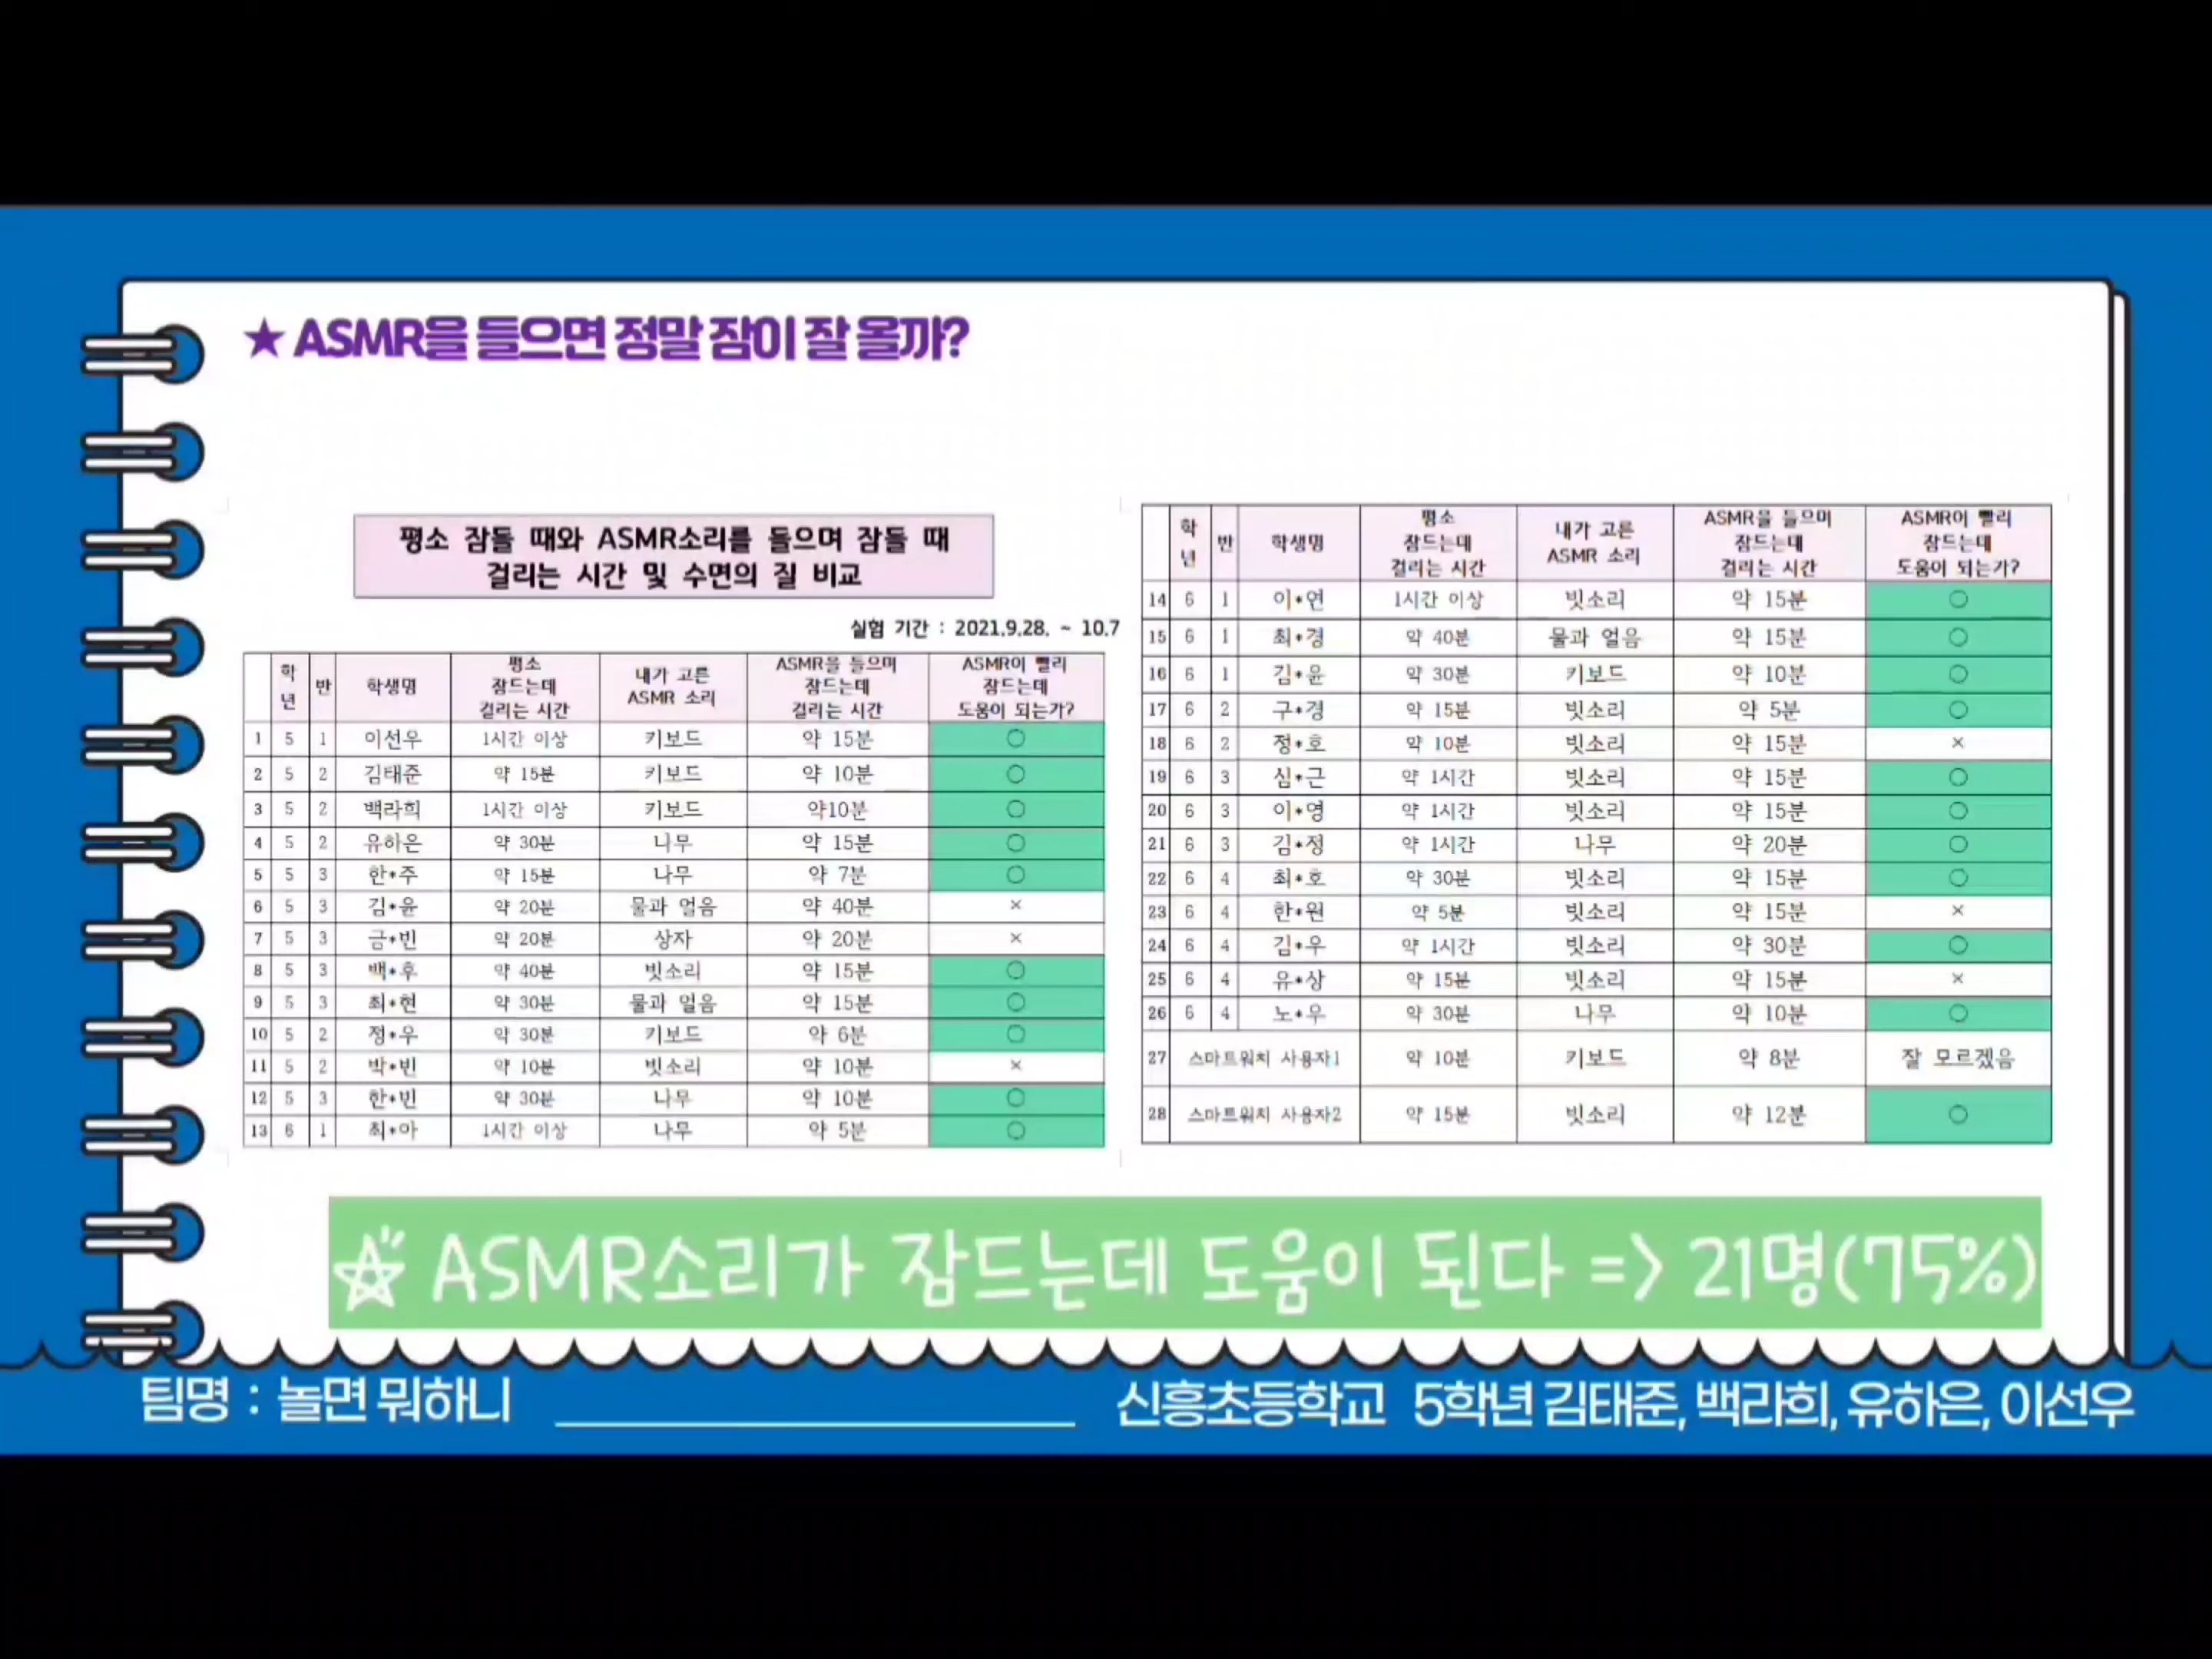 ★ ASMR을 들으면 정말 잠이 잘 올까?
평소 잠들 때와 ASMR소리를 들으며 잠들 때
걸리는 시간 및 수면의 질 비교
실험 기간 : 2021.9.28. ~ 10.7
학년 반 학생명 평소 잠드는데 걸리는 시간 내가 고른 ASMR 소리 ASMR을 들으며 잠드는데 걸리는 시간 ASMR이 빨리 잠드는데 도움이 되는가?
1 5 1 이선우 1시간 이상 키보드 약 15분 ○
2 5 2 김태준 약 15분 키보드 약 10분 ○
3 5 2 백라희 1시간 이상 키보드 약10분 ○
4 5 2 유하은 약 30분 나무 약 15분 ○
5 5 3 한*주 약 15분 나무 약 7분 ○
6 5 3 김*윤 약 20분 물과 얼음 약 40분 ×
7 5 3 금*빈 약 20분 상자 약 20분 ×
8 5 3 백*후 약 40분 빗소리 약 15분 ○
9 5 3 최*현 약 30분 물과 얼음 약 15분 ○
10 5 2 정*우 약 30분 키보드 약 6분 ○
11 5 2 박*빈 약 10분 빗소리 약 10분 ×
12 5 3 한*빈 약 30분 나무 약 10분 ○
13 6 1 최*아 1시간 이상 나무 약 5분 ○
학년 반 학생명 평소 잠드는데 걸리는 시간 내가 고른 ASMR 소리 ASMR을 들으며 잠드는데 걸리는 시간 ASMR이 빨리 잠드는데 도움이 되는가?
14 6 1 이*연 1시간 이상 빗소리 약 15분 ○
15 6 1 최*경 약 40분 물과 얼음 약 15분 ○
16 6 1 김*윤 약 30분 키보드 약 10분 ○
17 6 2 구*경 약 15분 빗소리 약 5분 ○
18 6 2 정*호 약 10분 빗소리 약 15분 ×
19 6 3 심*근 약 1시간 빗소리 약 15분 ○
20 6 3 이*영 약 1시간 빗소리 약 15분 ○
21 6 3 김*정 약 1시간 나무 약 20분 ○
22 6 4 최*호 약 30분 빗소리 약 15분 ○
23 6 4 한*원 약 5분 빗소리 약 15분 ×
24 6 4 김*우 약 1시간 빗소리 약 30분 ○
25 6 4 유*상 약 15분 빗소리 약 15분 ×
26 6 4 노*우 약 30분 나무 약 10분 ○
27 스마트워치 사용자1 약 10분 키보드 약 8분 잘 모르겠음
28 스마트워치 사용자2 약 15분 빗소리 약 12분 ○
☆ ASMR소리가 잠드는데 도움이 된다 => 21명(75%)
팀명 : 놀면 뭐하니
신흥초등학교 5학년 김태준, 백라희, 유하은, 이선우